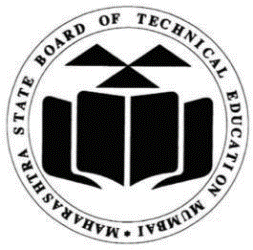 MAHARASHTRA STATE BOARD OF TECHNICAL EDUCATION MUMBAI *